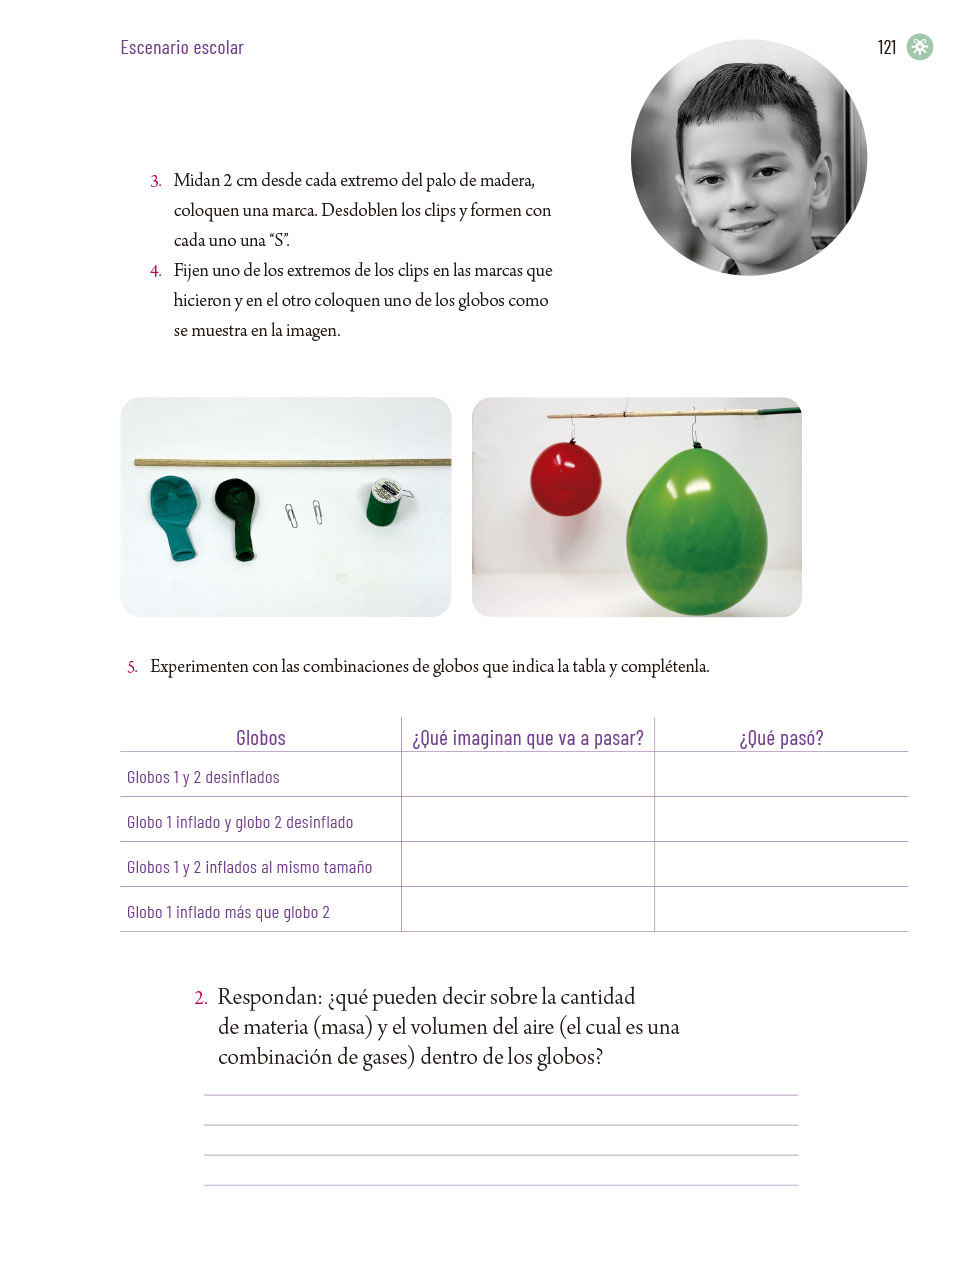 Escenario escolar
121
3. Midan 2 cm desde cada extremo del palo de madera,
coloquen una marca. Desdoblen los clips y formen con
cada uno una “S”.
4. Fijen uno de los extremos de los clips en las marcas que
hicieron y en el otro coloquen uno de los globos como
se muestra en la imagen.
5. Experimenten con las combinaciones de globos que indica la tabla y complétenla.
Globos ¿Qué imaginan que va a pasar? ¿Qué pasó?
Globos 1 y 2 desinflados
Globo 1 inflado y globo 2 desinflado
Globos 1 y 2 inflados al mismo tamaño
Globo 1 inflado más que globo 2
2. Respondan: ¿qué pueden decir sobre la cantidad
de materia (masa) y el volumen del aire (el cual es una
combinación de gases) dentro de los globos?